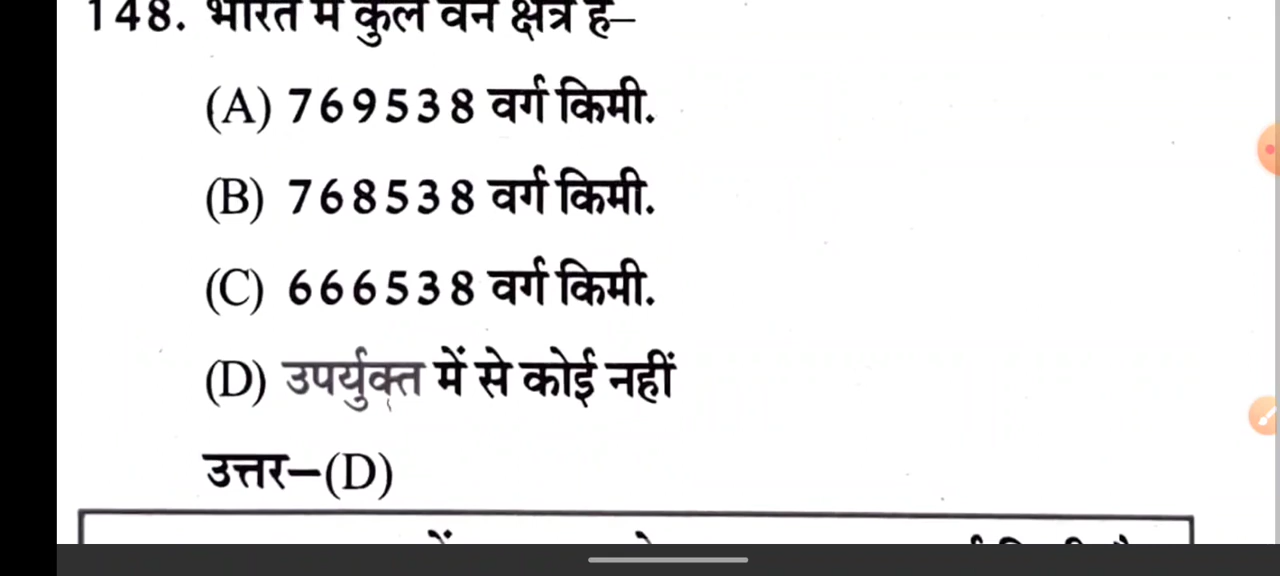 148. भारत में कुल वन क्षेत्र है–
(A) 769538 वर्ग किमी.
(B) 768538 वर्ग किमी.
(C) 666538 वर्ग किमी.
(D) उपर्युक्त में से कोई नहीं
उत्तर–(D)